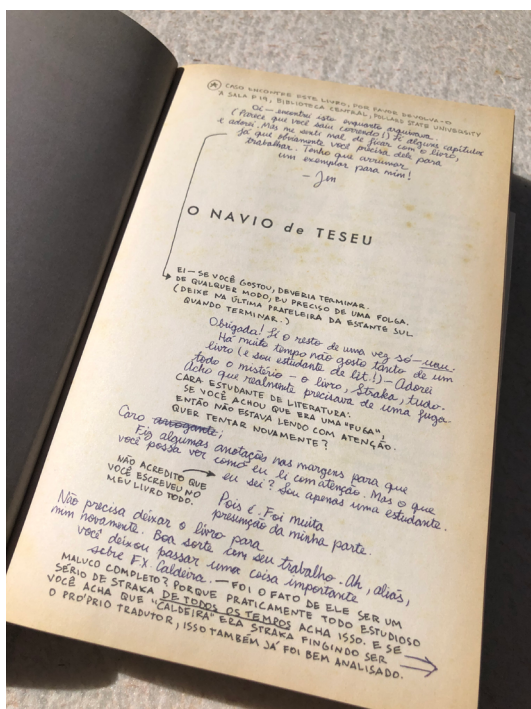 Ⓐ CASO ENCONTRE ESTE LIVRO, POR FAVOR DEVOLVA-O
À SALA P19, BIBLIOTECA CENTRAL, POLLARD STATE UNIVERSITY
Oi – encontrei isto enquanto arquivava.
(Parece que você saiu correndo!) Li alguns capítulos
e adorei. Mas me senti mal de ficar com o livro,
já que obviamente você precisa dele para
trabalhar. Tenho que arrumar
um exemplar para mim!
– Jen
O NAVIO de TESEU
EI – SE VOCÊ GOSTOU, DEVERIA TERMINAR.
DE QUALQUER MODO, EU PRECISO DE UMA FOLGA.
(DEIXE NA ÚLTIMA PRATELEIRA DA ESTANTE SUL
QUANDO TERMINAR.)
Obrigada! Li o resto de uma vez só – uau.
Há muito tempo não gosto tanto de um
livro (e sou estudante de lit.!) – Adorei
todo o mistério – o livro, Straka, tudo.
Acho que realmente precisava de uma fuga.
CARA ESTUDANTE DE LITERATURA:
SE VOCÊ ACHOU QUE ERA UMA "FUGA",
ENTÃO NÃO ESTAVA LENDO COM ATENÇÃO.
QUER TENTAR NOVAMENTE?
Caro arrogante:
Fiz algumas anotações nas margens para que
você possa ver como eu li com atenção. Mas o que
eu sei? Sou apenas uma estudante.
NÃO ACREDITO QUE
VOCÊ ESCREVEU NO
MEU LIVRO TODO.
Pois é. Foi muita
presunção da minha parte.
Não precisa deixar o livro para
mim novamente. Boa sorte com seu trabalho. Ah, aliás,
você deixou passar uma coisa importante
sobre FX. Caldeira. – FOI O FATO DE ELE SER UM
MALUCO COMPLETO? PORQUE PRATICAMENTE TODO ESTUDIOSO
SÉRIO DE STRAKA DE TODOS OS TEMPOS ACHA ISSO. E SE
VOCÊ ACHA QUE "CALDEIRA" ERA STRAKA FINGINDO SER
O PRÓPRIO TRADUTOR, ISSO TAMBÉM JÁ FOI BEM ANALISADO.